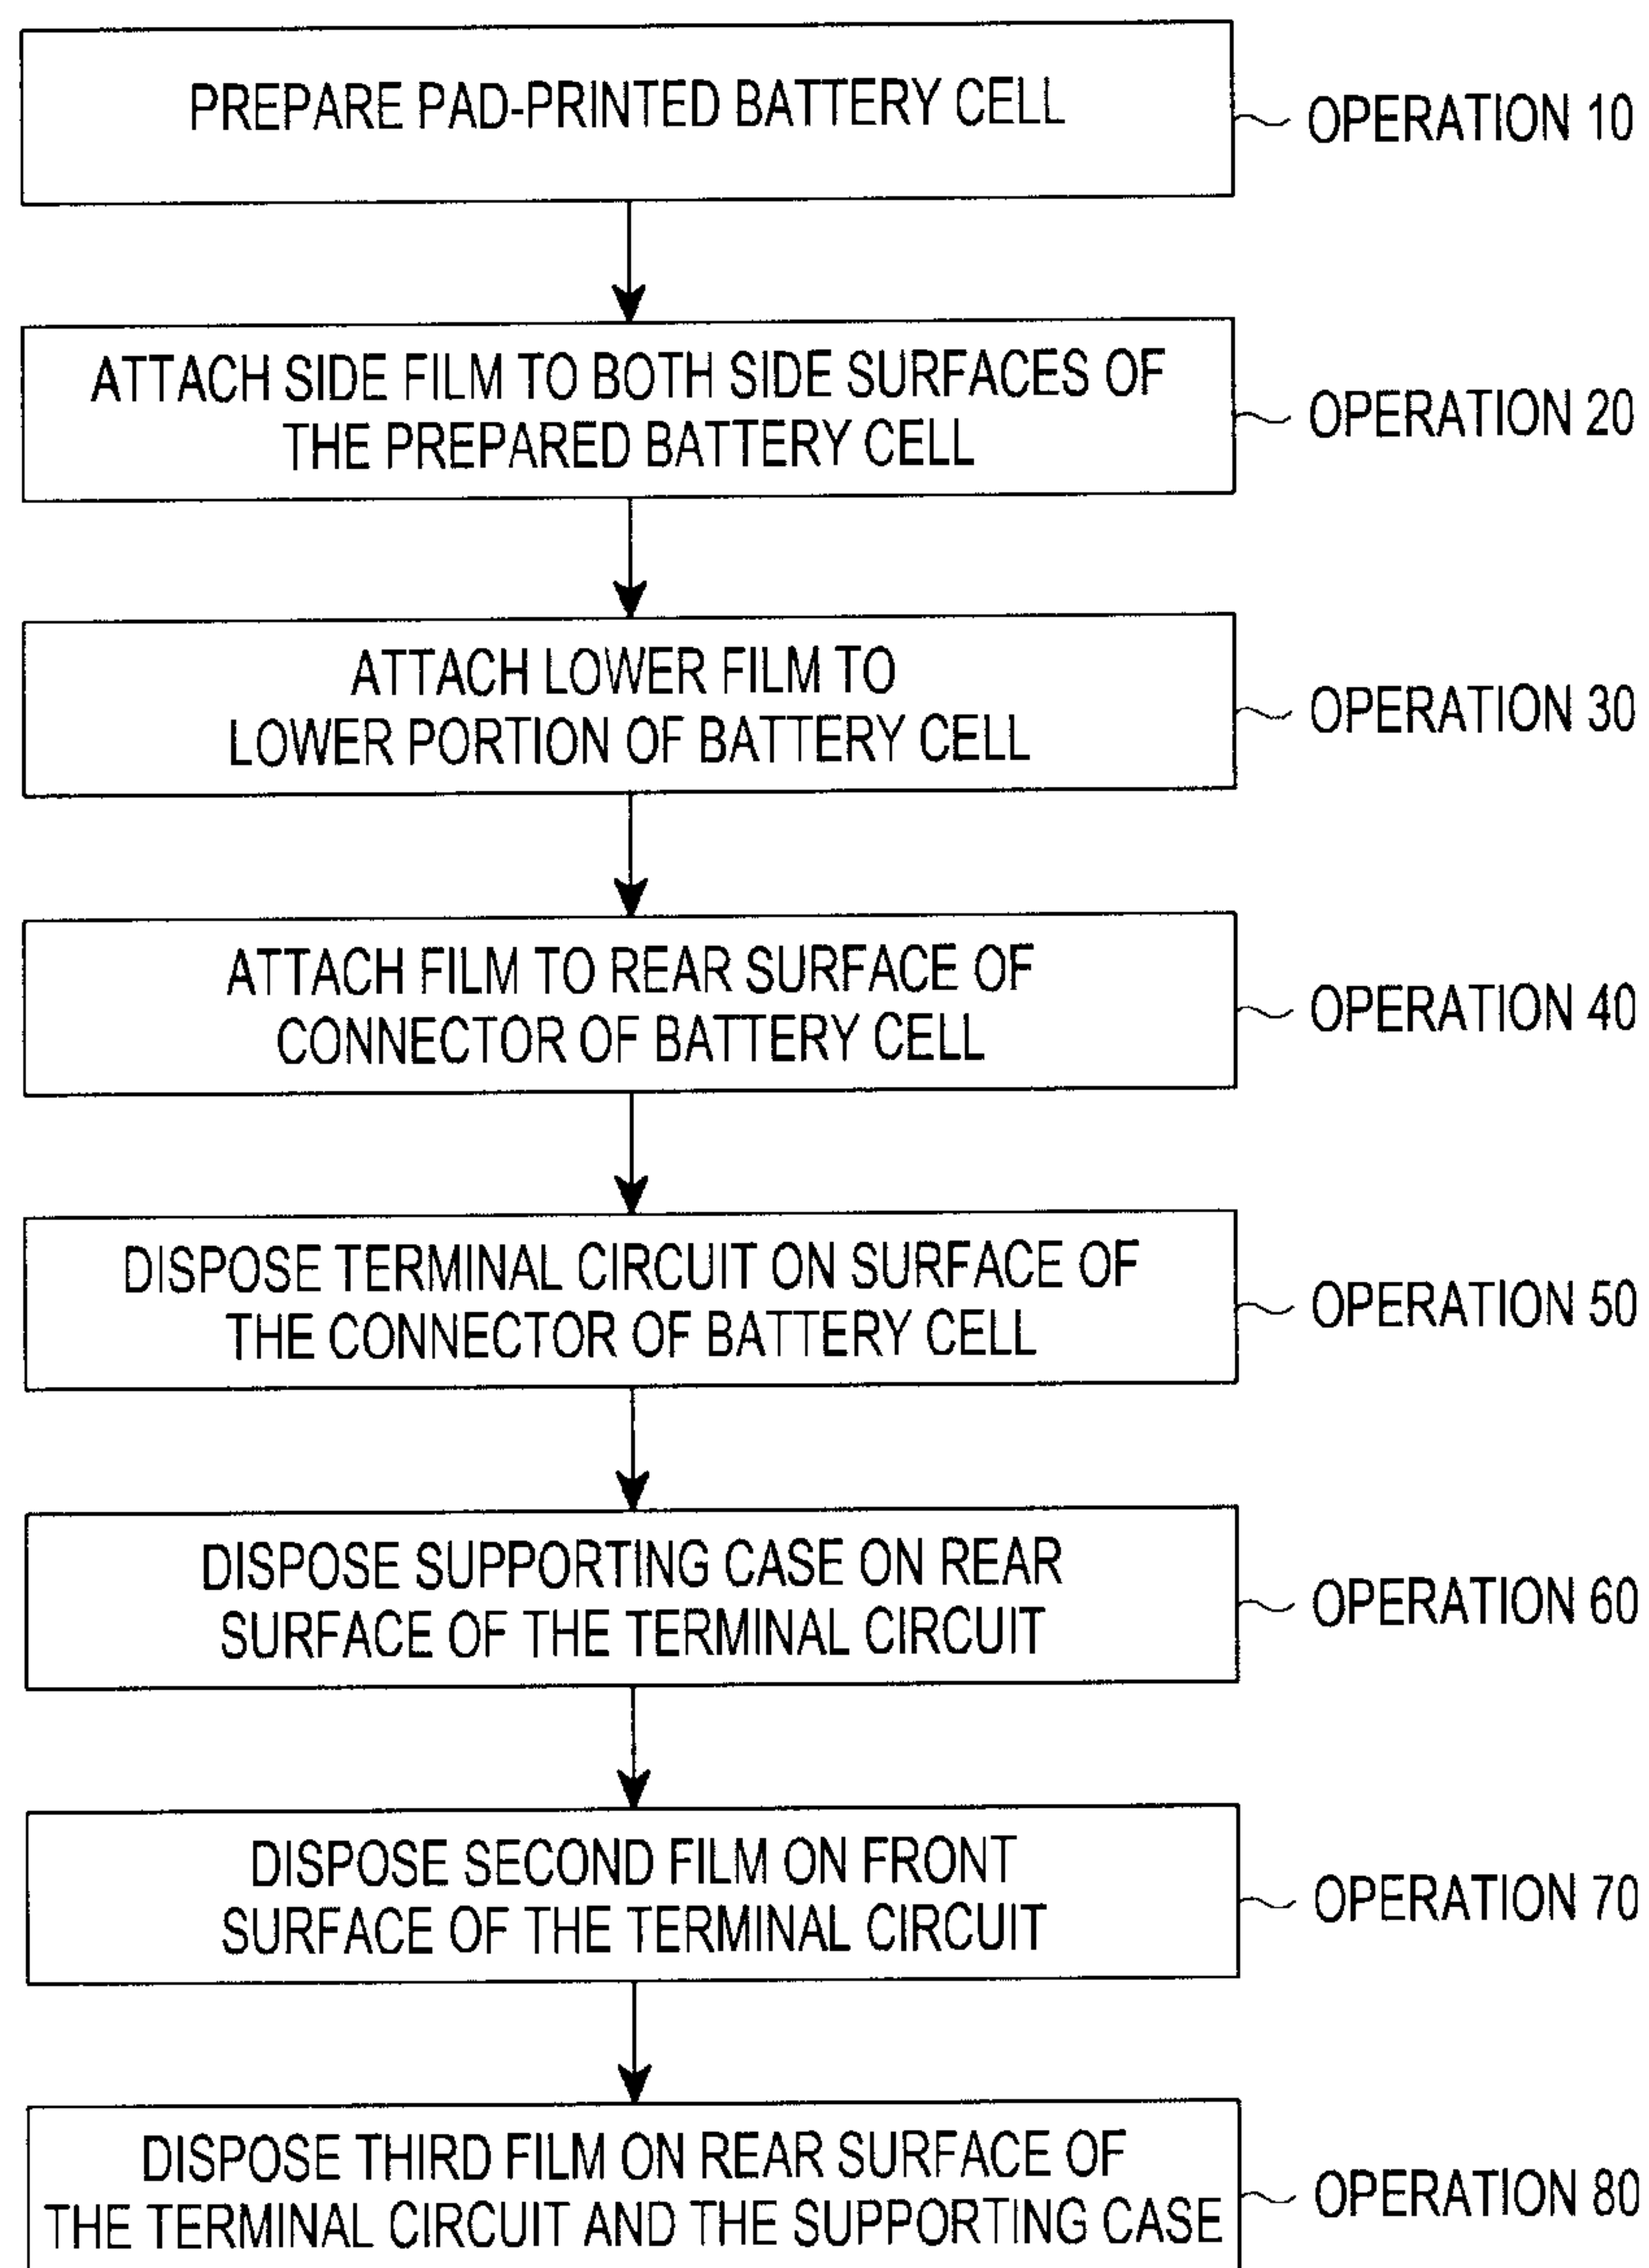 PREPARE PAD-PRINTED BATTERY CELL
OPERATION 10
ATTACH SIDE FILM TO BOTH SIDE SURFACES OF
THE PREPARED BATTERY CELL
OPERATION 20
ATTACH LOWER FILM TO
LOWER PORTION OF BATTERY CELL
OPERATION 30
ATTACH FILM TO REAR SURFACE OF
CONNECTOR OF BATTERY CELL
OPERATION 40
DISPOSE TERMINAL CIRCUIT ON SURFACE OF
THE CONNECTOR OF BATTERY CELL
OPERATION 50
DISPOSE SUPPORTING CASE ON REAR
SURFACE OF THE TERMINAL CIRCUIT
OPERATION 60
DISPOSE SECOND FILM ON FRONT
SURFACE OF THE TERMINAL CIRCUIT
OPERATION 70
DISPOSE THIRD FILM ON REAR SURFACE OF
THE TERMINAL CIRCUIT AND THE SUPPORTING CASE
OPERATION 80